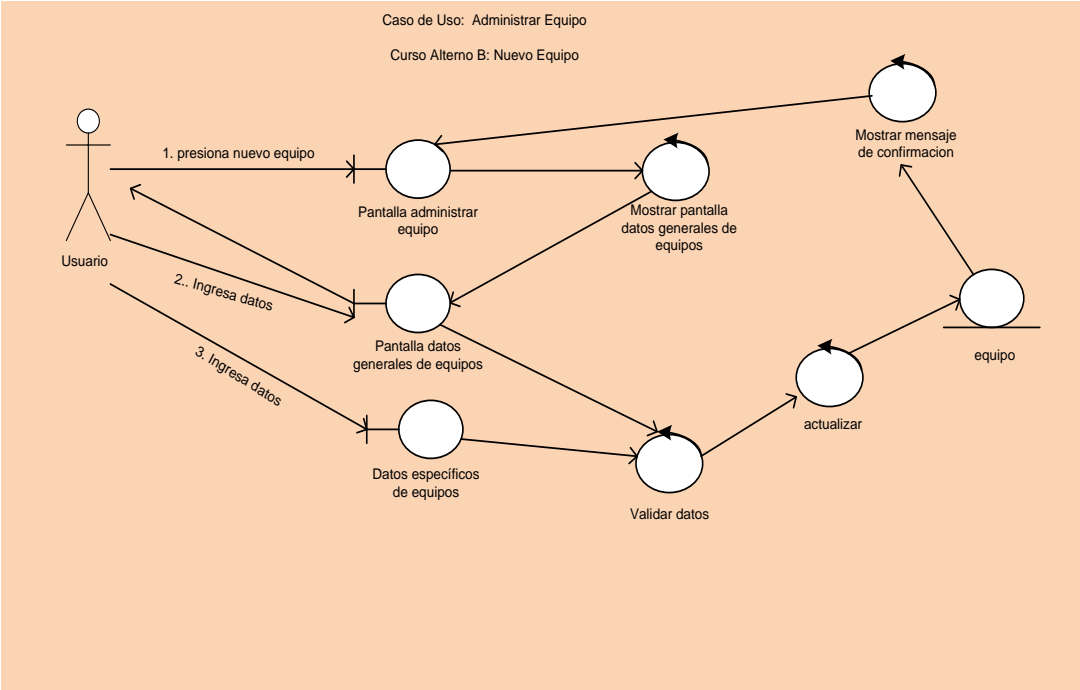 Caso de Uso:  Administrar Equipo
Curso Alterno B: Nuevo Equipo
Mostrar mensaje
de confirmacion
1. presiona nuevo equipo
Pantalla administrar
equipo
Mostrar pantalla
datos generales de
equipos
Usuario
2.. Ingresa datos
Pantalla datos
generales de equipos
3. Ingresa datos
equipo
actualizar
Datos específicos
de equipos
Validar datos